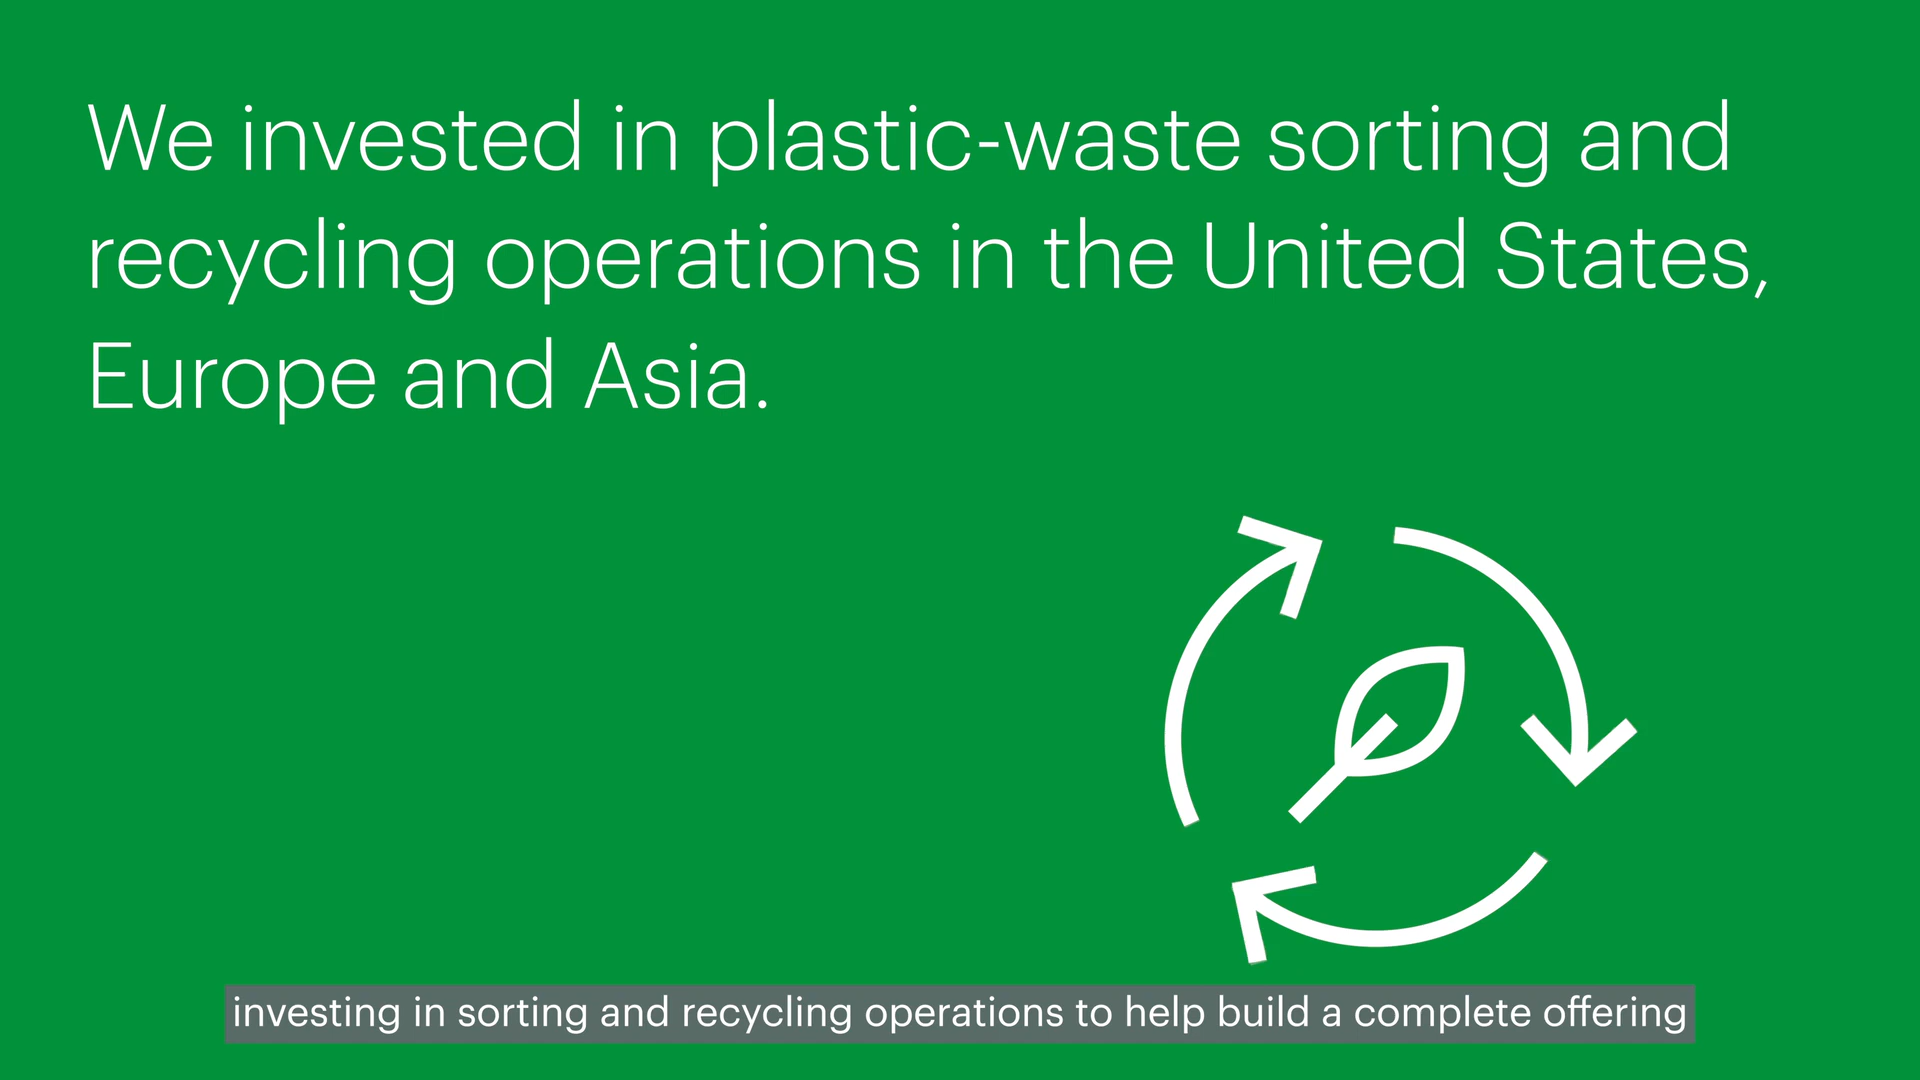 We invested in plastic-waste sorting and
recycling operations in the United States,
Europe and Asia.
investing in sorting and recycling operations to help build a complete offering